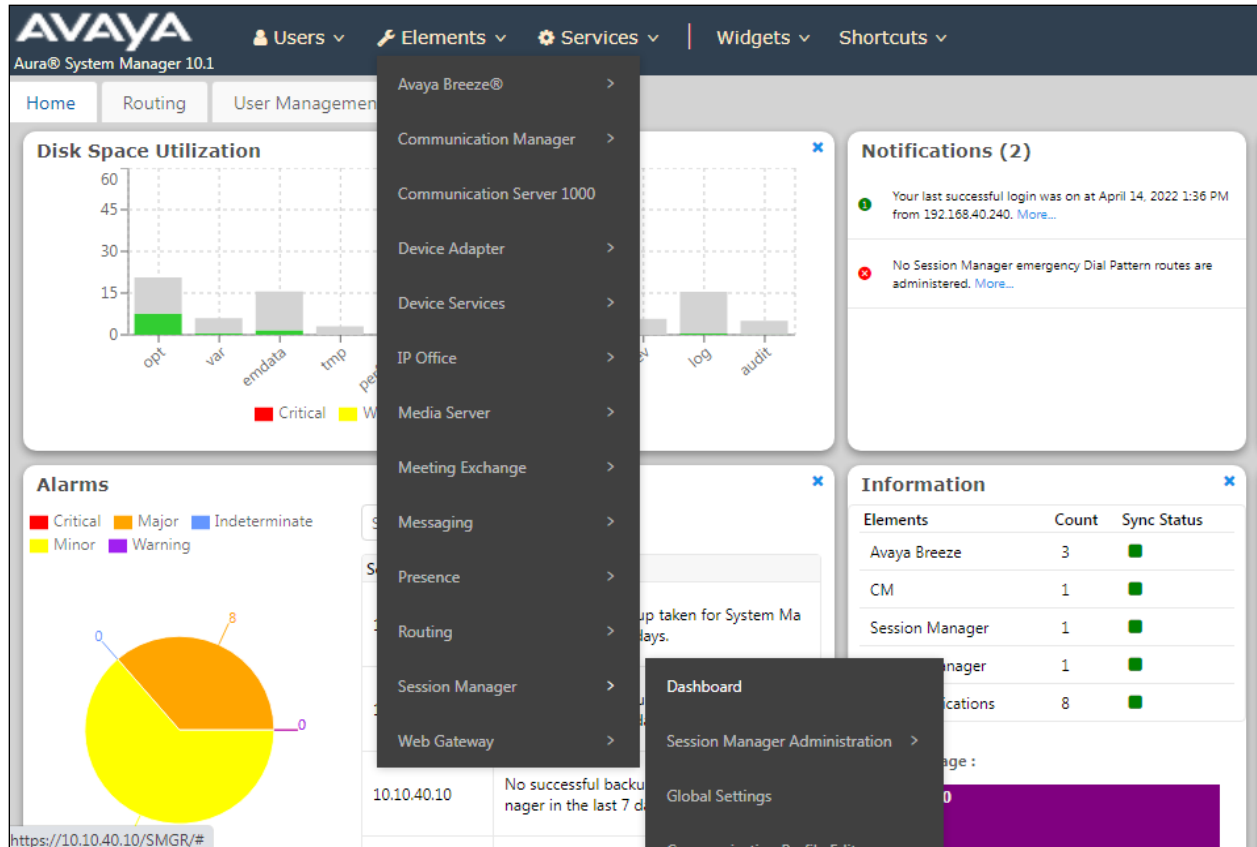 AVAYA
Aura® System Manager 10.1
Users
Elements
Services
Widgets
Shortcuts
Home
Routing
User Managemen
Avaya Breeze®
Communication Manager
Communication Server 1000
Device Adapter
Device Services
IP Office
Media Server
Meeting Exchange
Messaging
Presence
Routing
Session Manager
Web Gateway
Dashboard
Session Manager Administration
Global Settings
Disk Space Utilization
60
45
30
15
0
opt
var
emdata
tmp
log
audit
Critical
Notifications (2)
1
Your last successful login was on at April 14, 2022 1:36 PM
from 192.168.40.240. More...
No Session Manager emergency Dial Pattern routes are
administered. More...
Alarms
Critical
Major
Indeterminate
Minor
Warning
0
8
0
up taken for System Ma
10.10.40.10
No successful backu
nager in the last 7 d
Information
Elements
Count
Sync Status
Avaya Breeze
3
CM
1
Session Manager
1
anager
1
ications
8
age :
0
https://10.10.40.10/SMGR/#